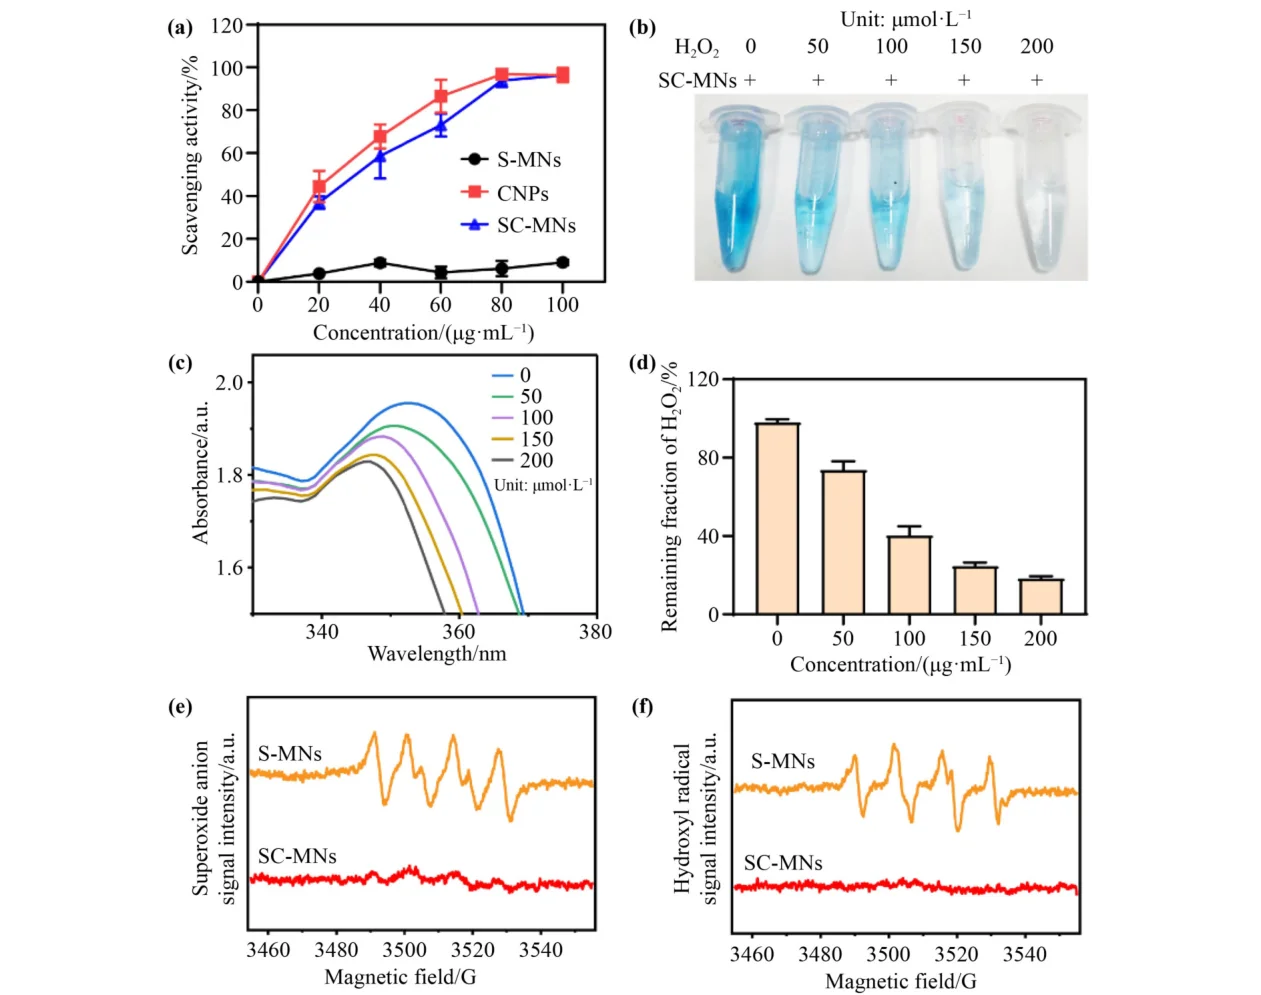 (a)
120
100
80
60
40
20
0
Scavenging activity/%
S-MNs
CNPs
SC-MNs
0 20 40 60 80 100
Concentration/(μg·mL⁻¹)
(b)
Unit: μmol·L⁻¹
H₂O₂ 0 50 100 150 200
SC-MNs + + + + +
(c)
2.0
1.8
1.6
Absorbance/a.u.
0
50
100
150
200
Unit: μmol·L⁻¹
340 360 380
Wavelength/nm
(d)
120
80
40
0
Remaining fraction of H₂O₂/%
0 50 100 150 200
Concentration/(μg·mL⁻¹)
(e)
Superoxide anion
signal intensity/a.u.
S-MNs
SC-MNs
3460 3480 3500 3520 3540
Magnetic field/G
(f)
Hydroxyl radical
signal intensity/a.u.
S-MNs
SC-MNs
3460 3480 3500 3520 3540
Magnetic field/G